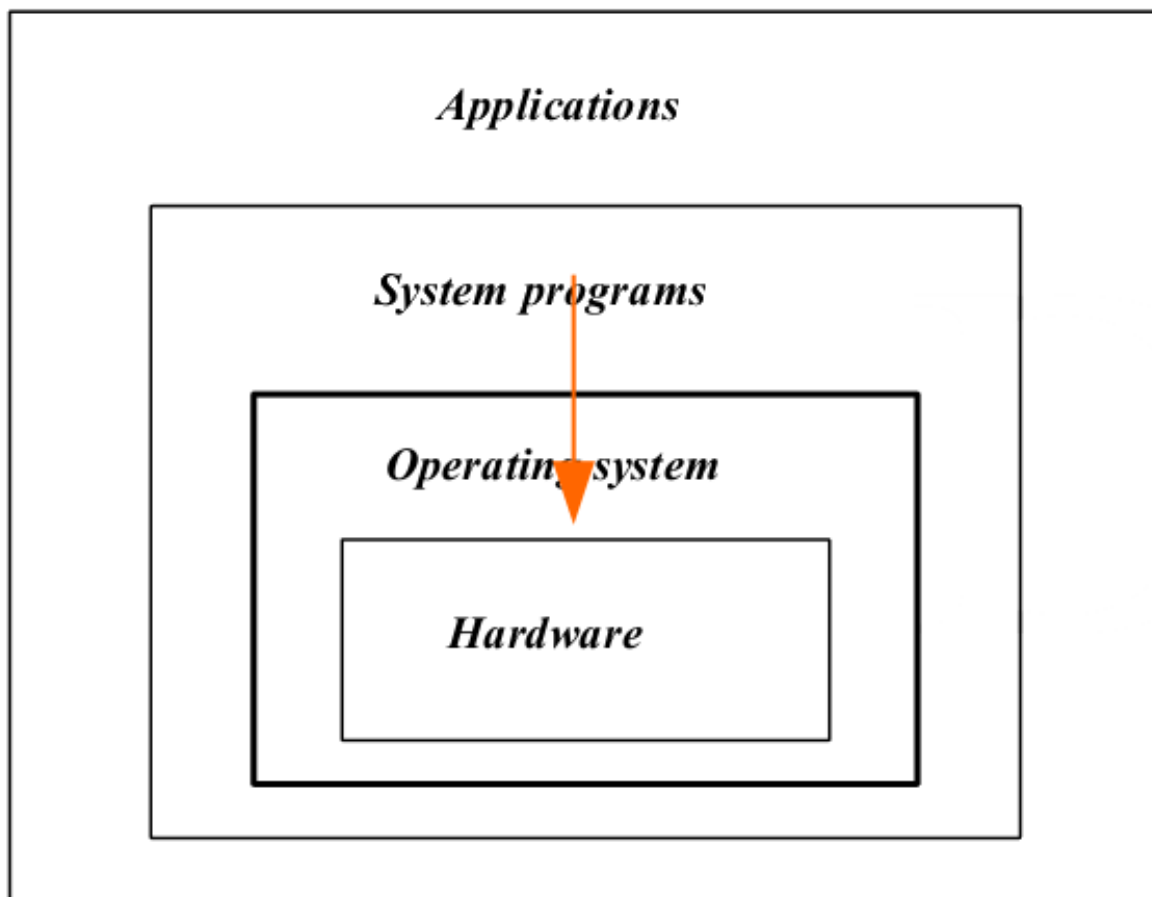 Applications
System programs
Operating system
Hardware